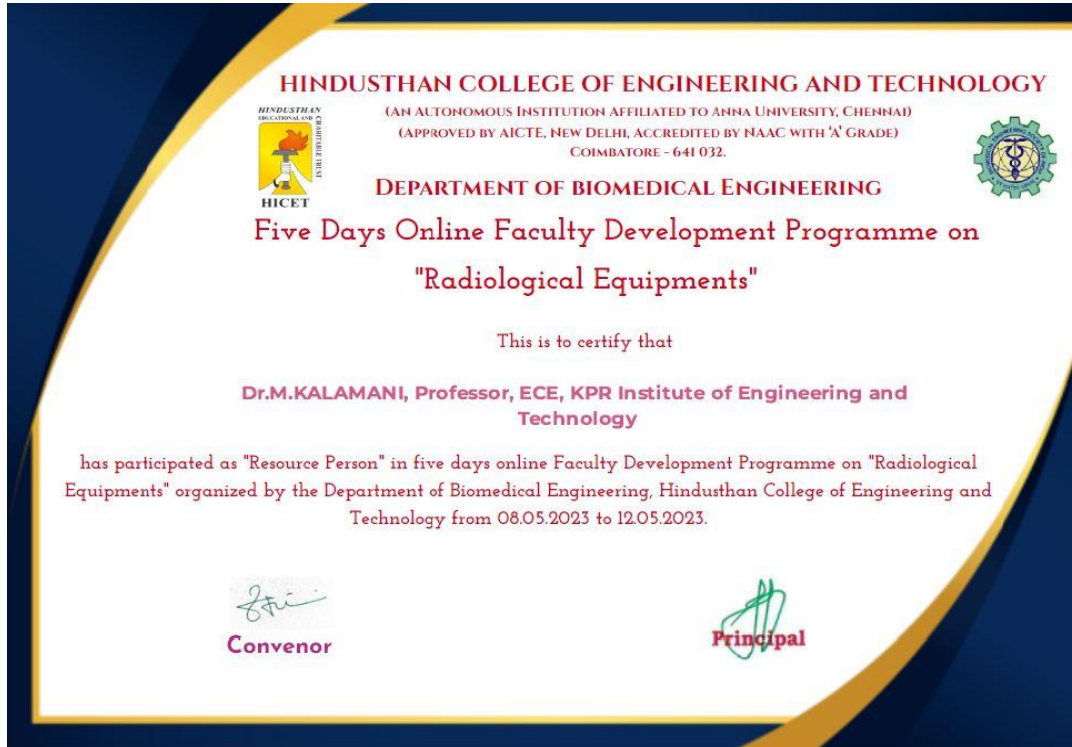 HINDUSTHAN COLLEGE OF ENGINEERING AND TECHNOLOGY
(AN AUTONOMOUS INSTITUTION AFFILIATED TO ANNA UNIVERSITY, CHENNAI)
(APPROVED BY AICTE, NEW DELHI, ACCREDITED BY NAAC WITH 'A' GRADE)
COIMBATORE - 641 032.
HINDUSTHAN
EDUCATIONAL AND
CHARITABLE TRUST
HICET
DEPARTMENT OF BIOMEDICAL ENGINEERING
Five Days Online Faculty Development Programme on
"Radiological Equipments"
This is to certify that
Dr.M.KALAMANI, Professor, ECE, KPR Institute of Engineering and
Technology
has participated as "Resource Person" in five days online Faculty Development Programme on "Radiological
Equipments" organized by the Department of Biomedical Engineering, Hindusthan College of Engineering and
Technology from 08.05.2023 to 12.05.2023.
Convenor
Principal